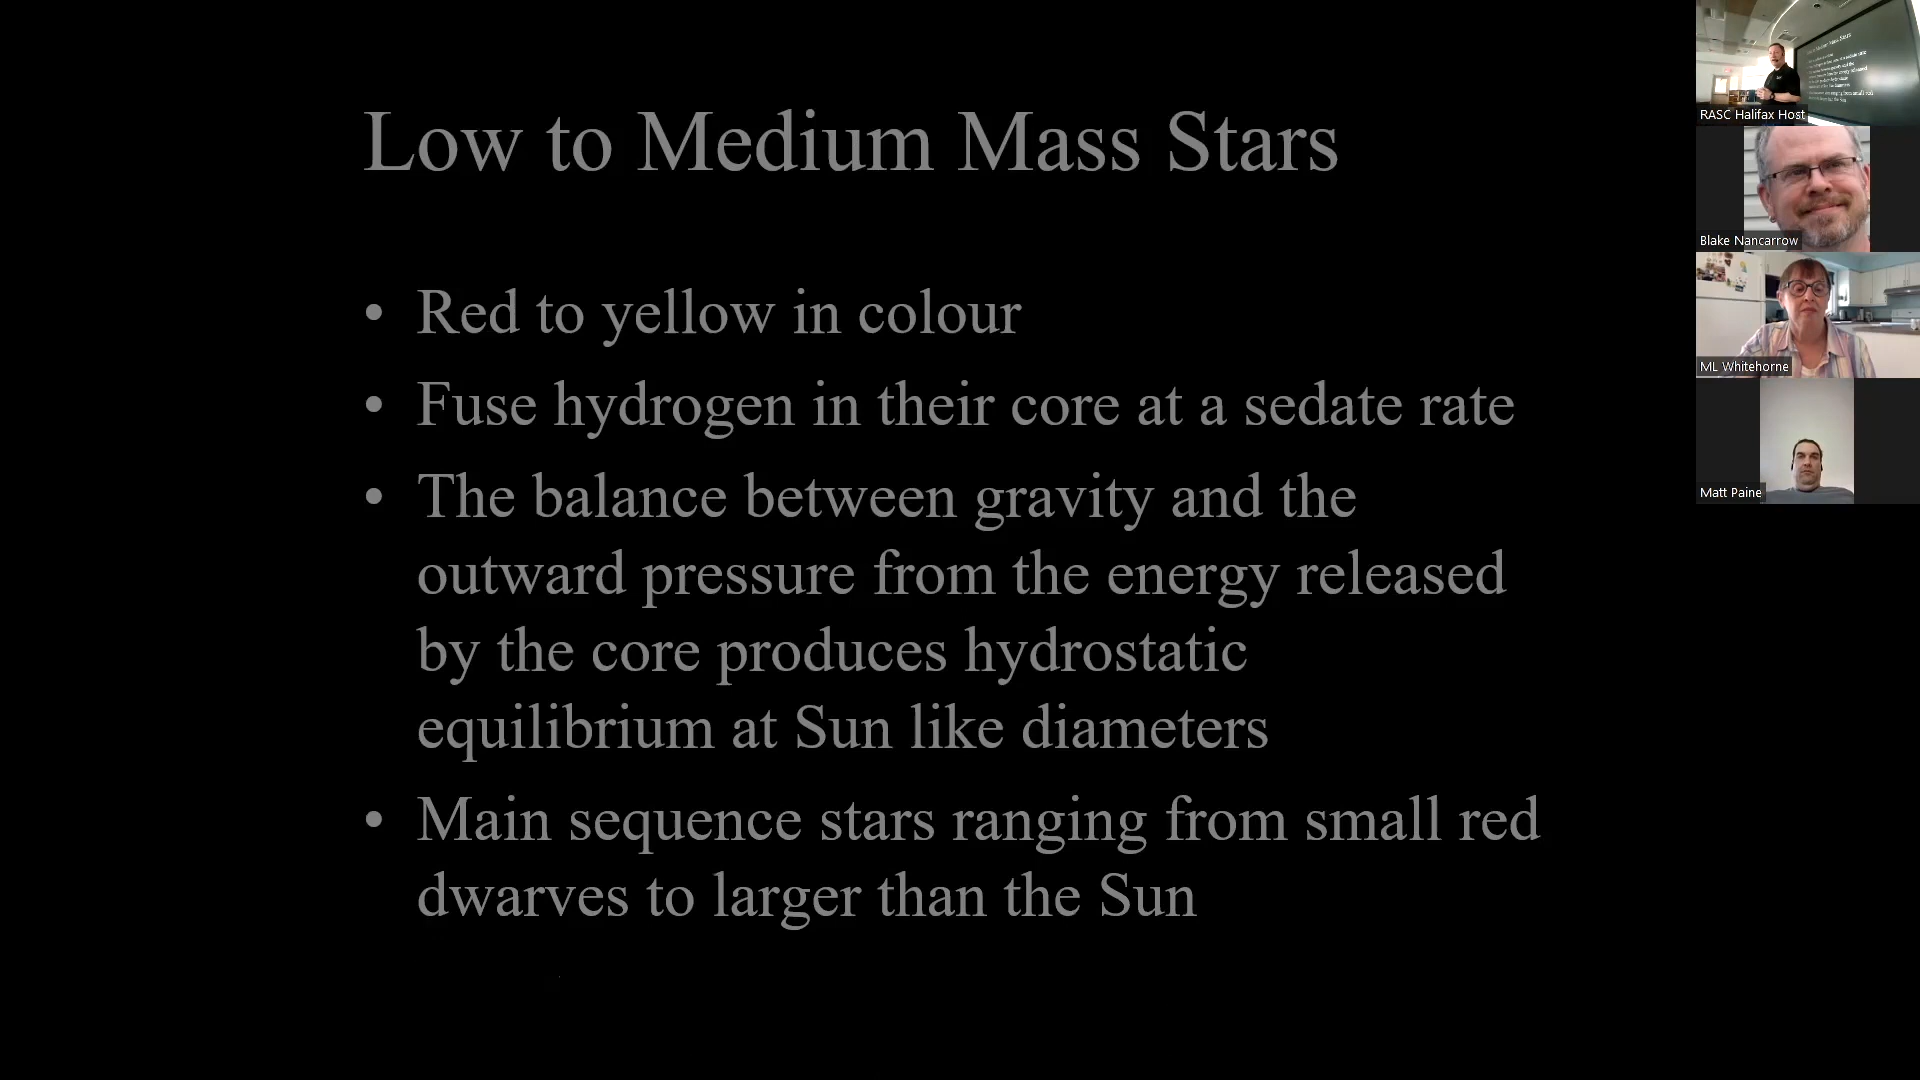 Low to Medium Mass Stars
• Red to yellow in colour
• Fuse hydrogen in their core at a sedate rate
• The balance between gravity and the
outward pressure from the energy released
by the core produces hydrostatic
equilibrium at Sun like diameters
• Main sequence stars ranging from small red
dwarves to larger than the Sun
RASC Halifax Host
Blake Nancarrow
ML Whitehorne
Matt Paine